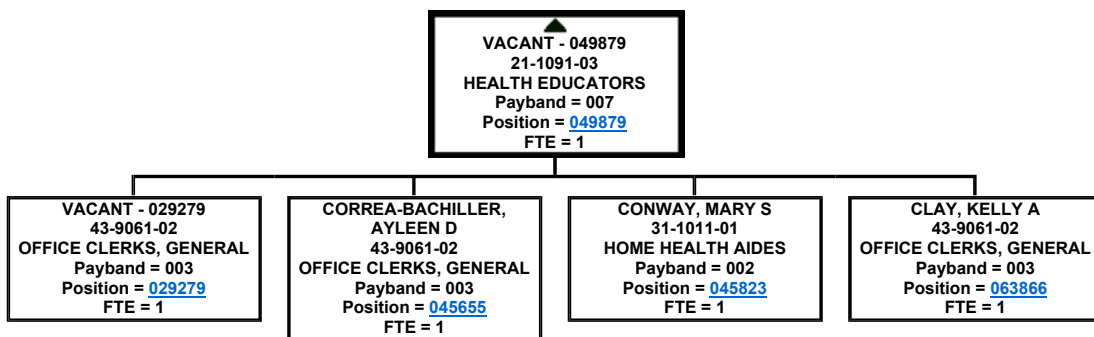 VACANT - 049879
21-1091-03
HEALTH EDUCATORS
Payband = 007
Position = 049879
FTE = 1
VACANT - 029279
43-9061-02
OFFICE CLERKS, GENERAL
Payband = 003
Position = 029279
FTE = 1
CORREA-BACHILLER,
AYLEEN D
43-9061-02
OFFICE CLERKS, GENERAL
Payband = 003
Position = 045655
FTE = 1
CONWAY, MARY S
31-1011-01
HOME HEALTH AIDES
Payband = 002
Position = 045823
FTE = 1
CLAY, KELLY A
43-9061-02
OFFICE CLERKS, GENERAL
Payband = 003
Position = 063866
FTE = 1